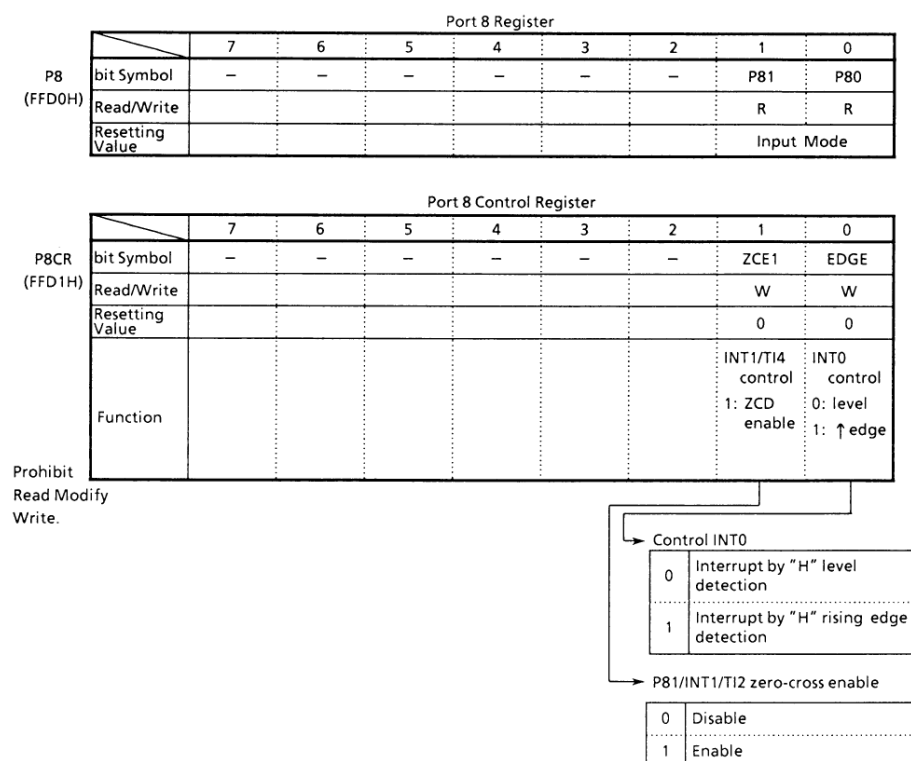 Port 8 Register
7 6 5 4 3 2 1 0
P8 bit Symbol – – – – – – P81 P80
(FFD0H) Read/Write R R
Resetting Value Input Mode
Port 8 Control Register
7 6 5 4 3 2 1 0
P8CR bit Symbol – – – – – – ZCE1 EDGE
(FFD1H) Read/Write W W
Resetting Value 0 0
Function
INT1/TI4
control
1: ZCD
enable
INT0
control
0: level
1: ↑ edge
Prohibit
Read Modify
Write.
Control INT0
0 Interrupt by "H" level
detection
1 Interrupt by "H" rising edge
detection
P81/INT1/TI2 zero-cross enable
0 Disable
1 Enable